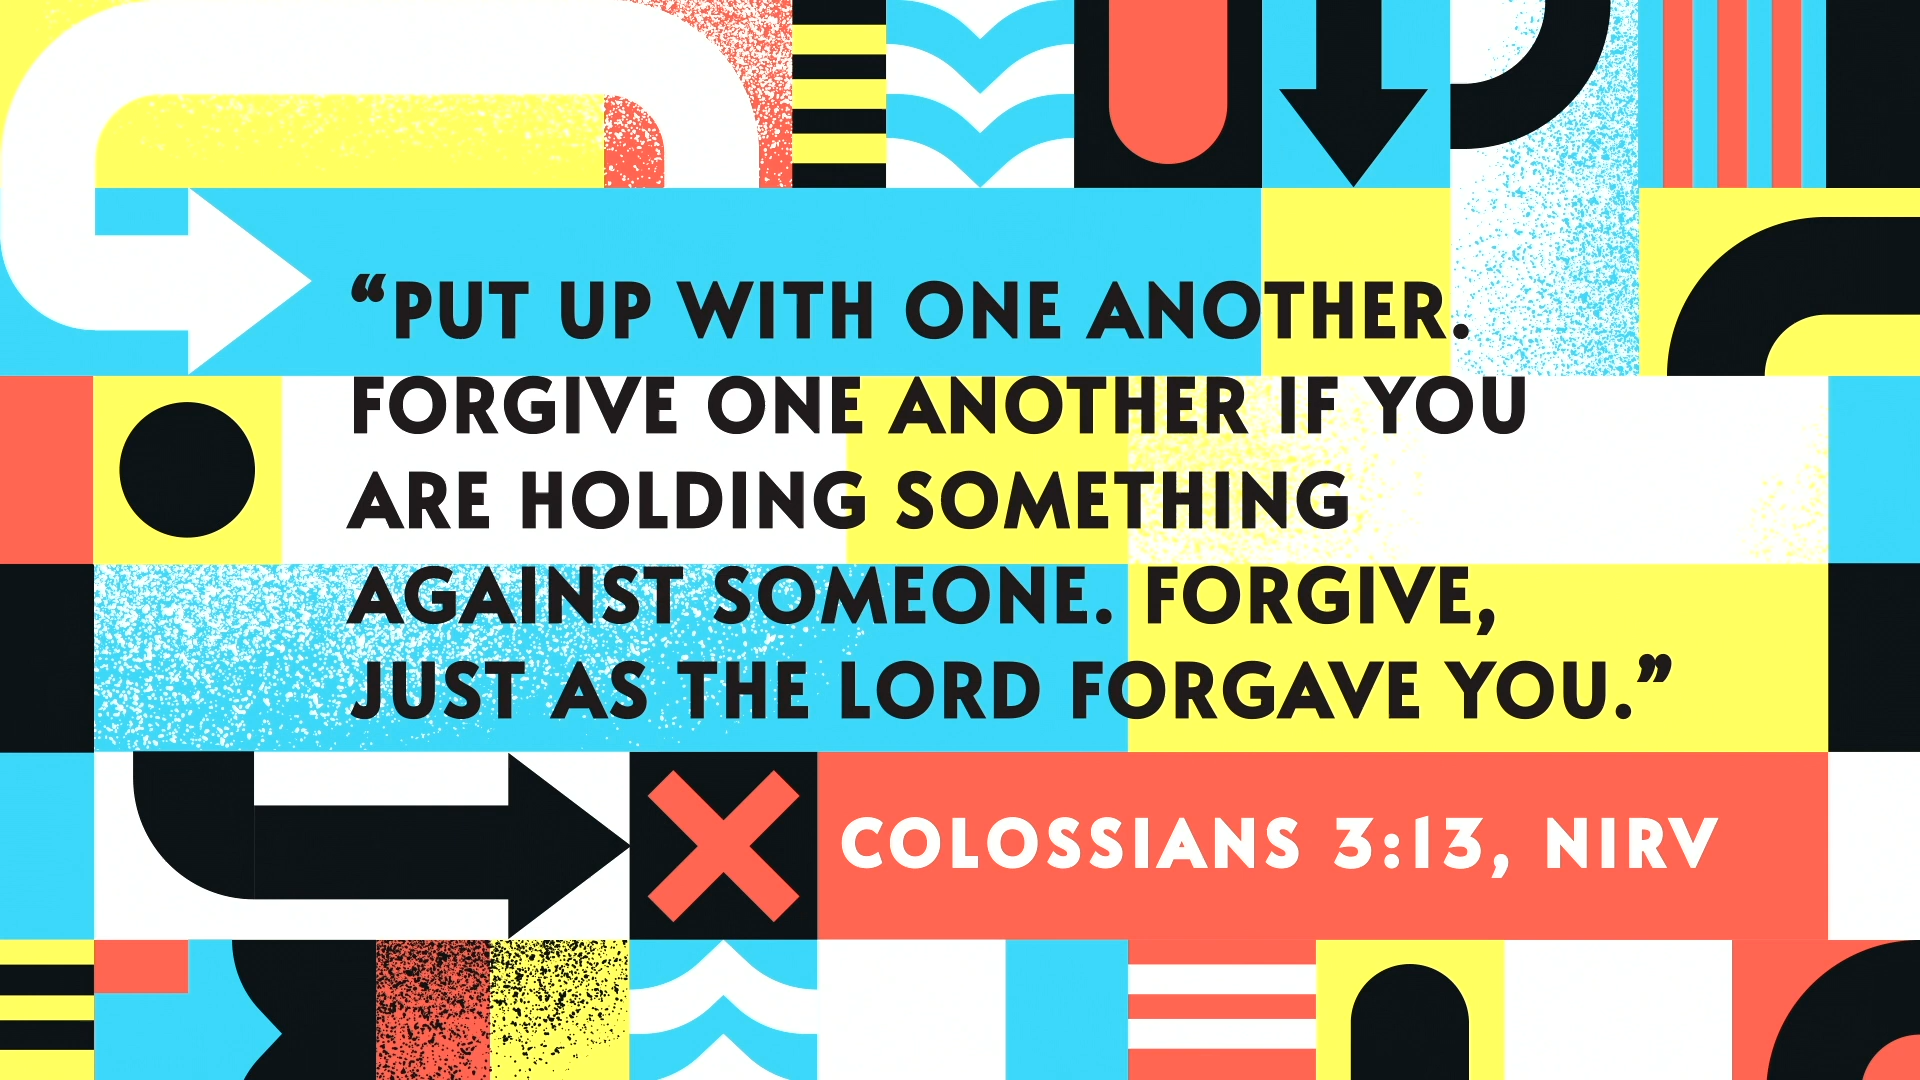 “PUT UP WITH ONE ANOTHER.
FORGIVE ONE ANOTHER IF YOU
ARE HOLDING SOMETHING
AGAINST SOMEONE. FORGIVE,
JUST AS THE LORD FORGAVE YOU.”
COLOSSIANS 3:13, NIRV